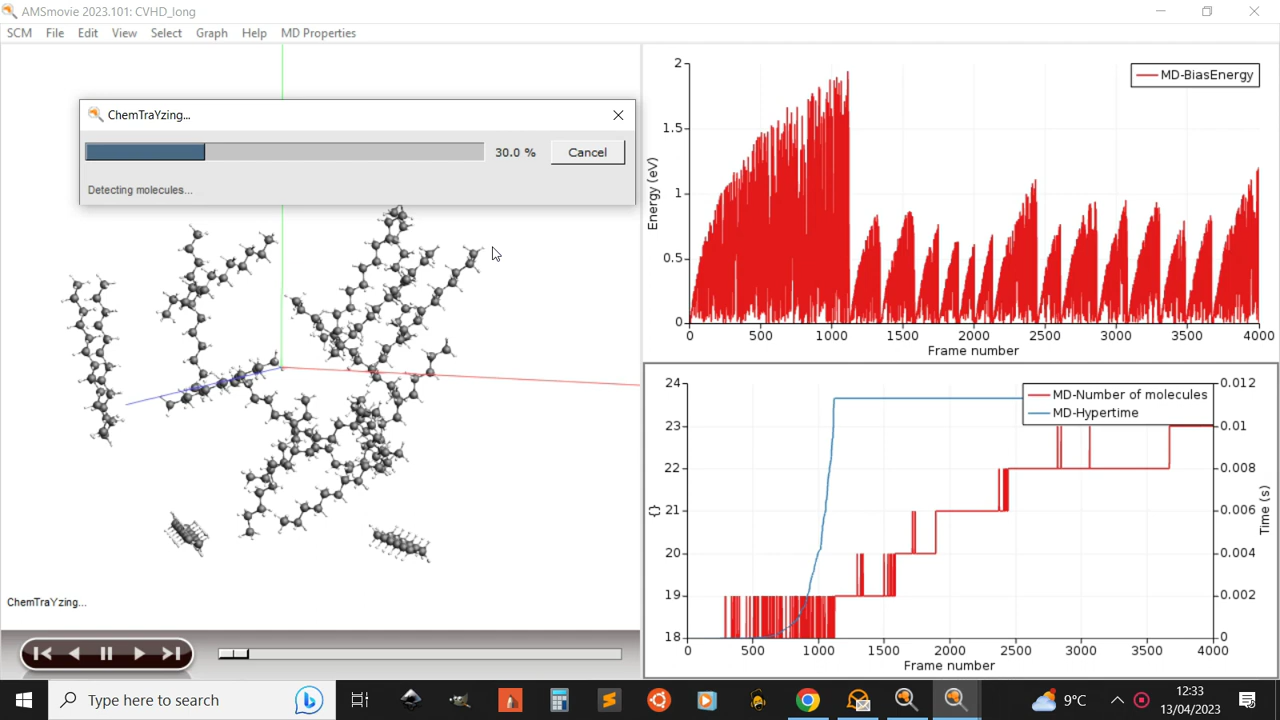 AMSmovie 2023.101: CVHD_long
SCM File Edit View Select Graph Help MD Properties
ChemTraYzing...
30.0 %
Cancel
Detecting molecules...
ChemTraYzing...
MD-BiasEnergy
2
1.5
1
0.5
0
Energy (eV)
0 500 1000 1500 2000 2500 3000 3500 4000
Frame number
MD-Number of molecules
MD-Hypertime
24
23
22
21
20
19
18
{}
0.012
0.01
0.008
0.006
0.004
0.002
0
Time (s)
0 500 1000 1500 2000 2500 3000 3500 4000
Frame number
Type here to search
9°C
12:33
13/04/2023